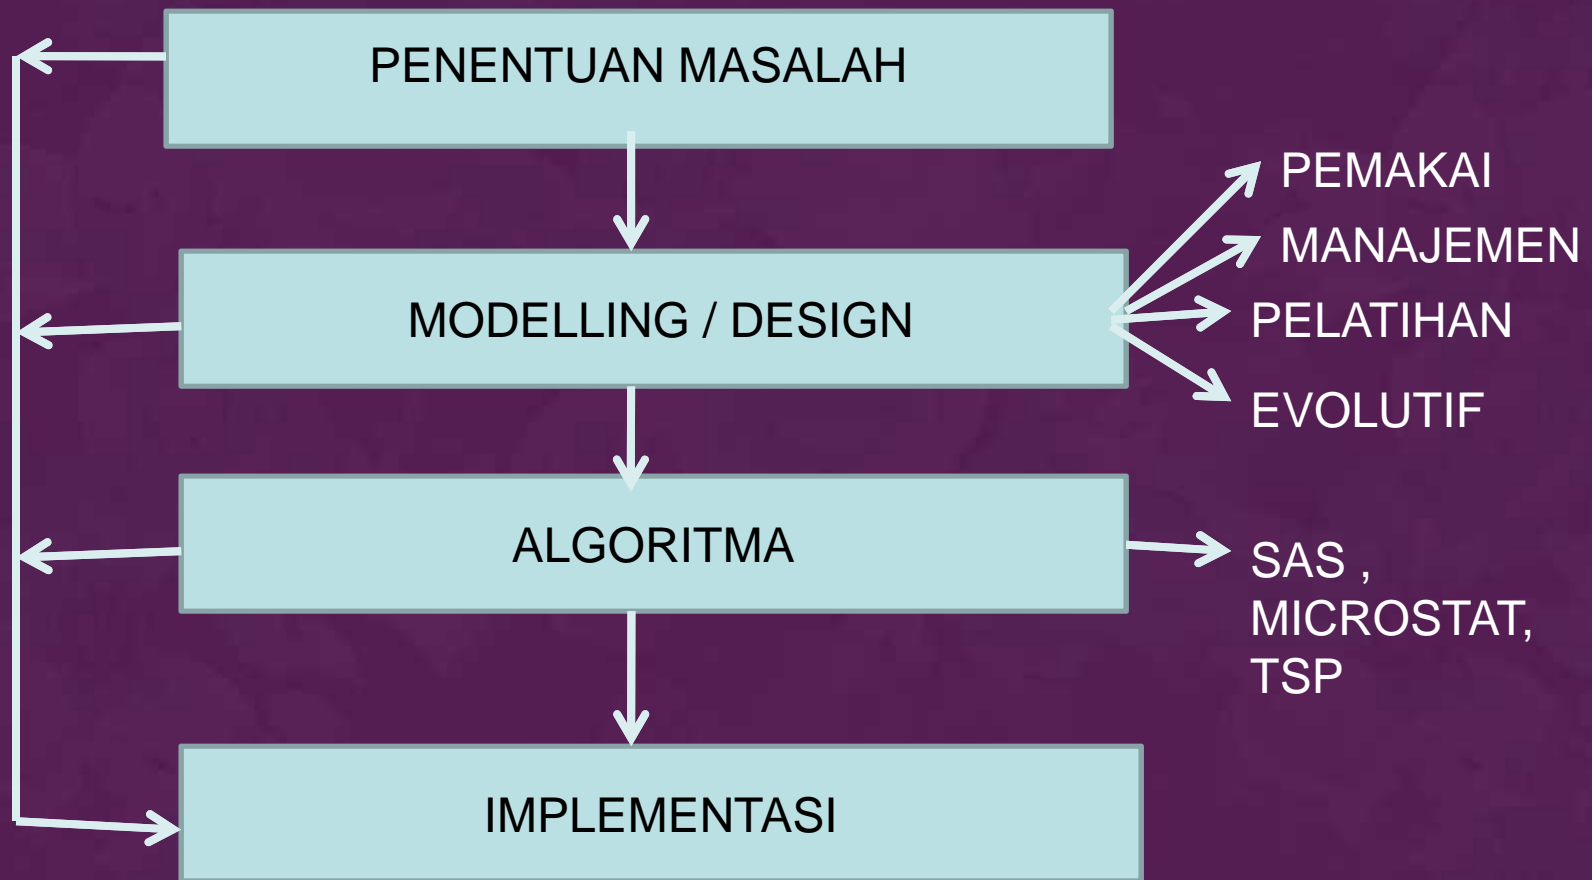 PENENTUAN MASALAH
PEMAKAI
MANAJEMEN
MODELLING / DESIGN
PELATIHAN
EVOLUTIF
ALGORITMA
SAS ,
MICROSTAT,
TSP
IMPLEMENTASI